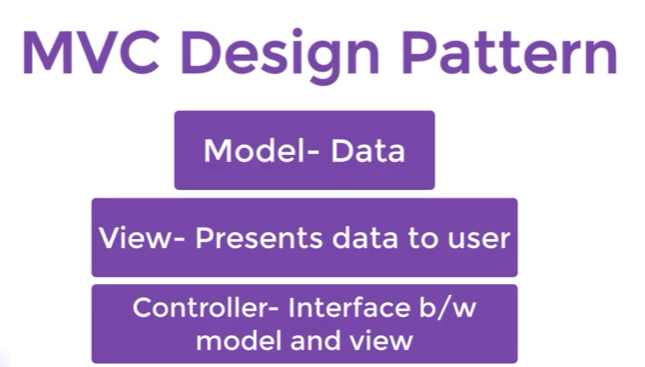 MVC Design Pattern
Model- Data
View- Presents data to user
Controller- Interface b/w
model and view